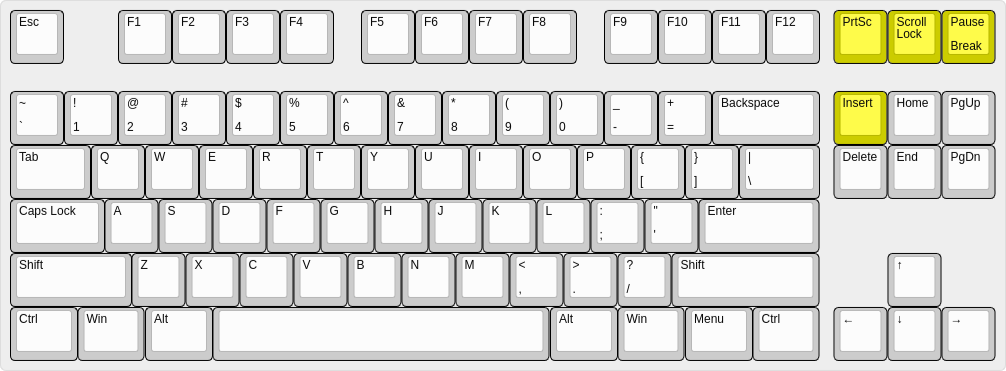 Esc F1 F2 F3 F4 F5 F6 F7 F8 F9 F10 F11 F12 PrtSc Scroll Pause
Lock
Break
~ ! @ # $ % ^ & * ( ) _ + Backspace Insert Home PgUp
` 1 2 3 4 5 6 7 8 9 0 - =
Tab Q W E R T Y U I O P { } | Delete End PgDn
[ ] \
Caps Lock A S D F G H J K L : " Enter
; '
Shift Z X C V B N M < > ? Shift ↑
, . /
Ctrl Win Alt Alt Win Menu Ctrl ← ↓ →